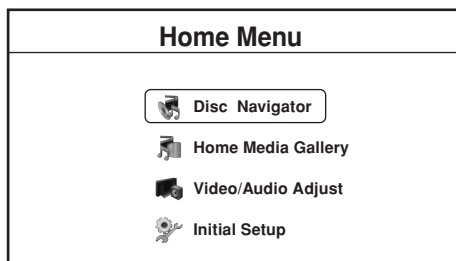 Home Menu
Disc Navigator
Home Media Gallery
Video/Audio Adjust
Initial Setup